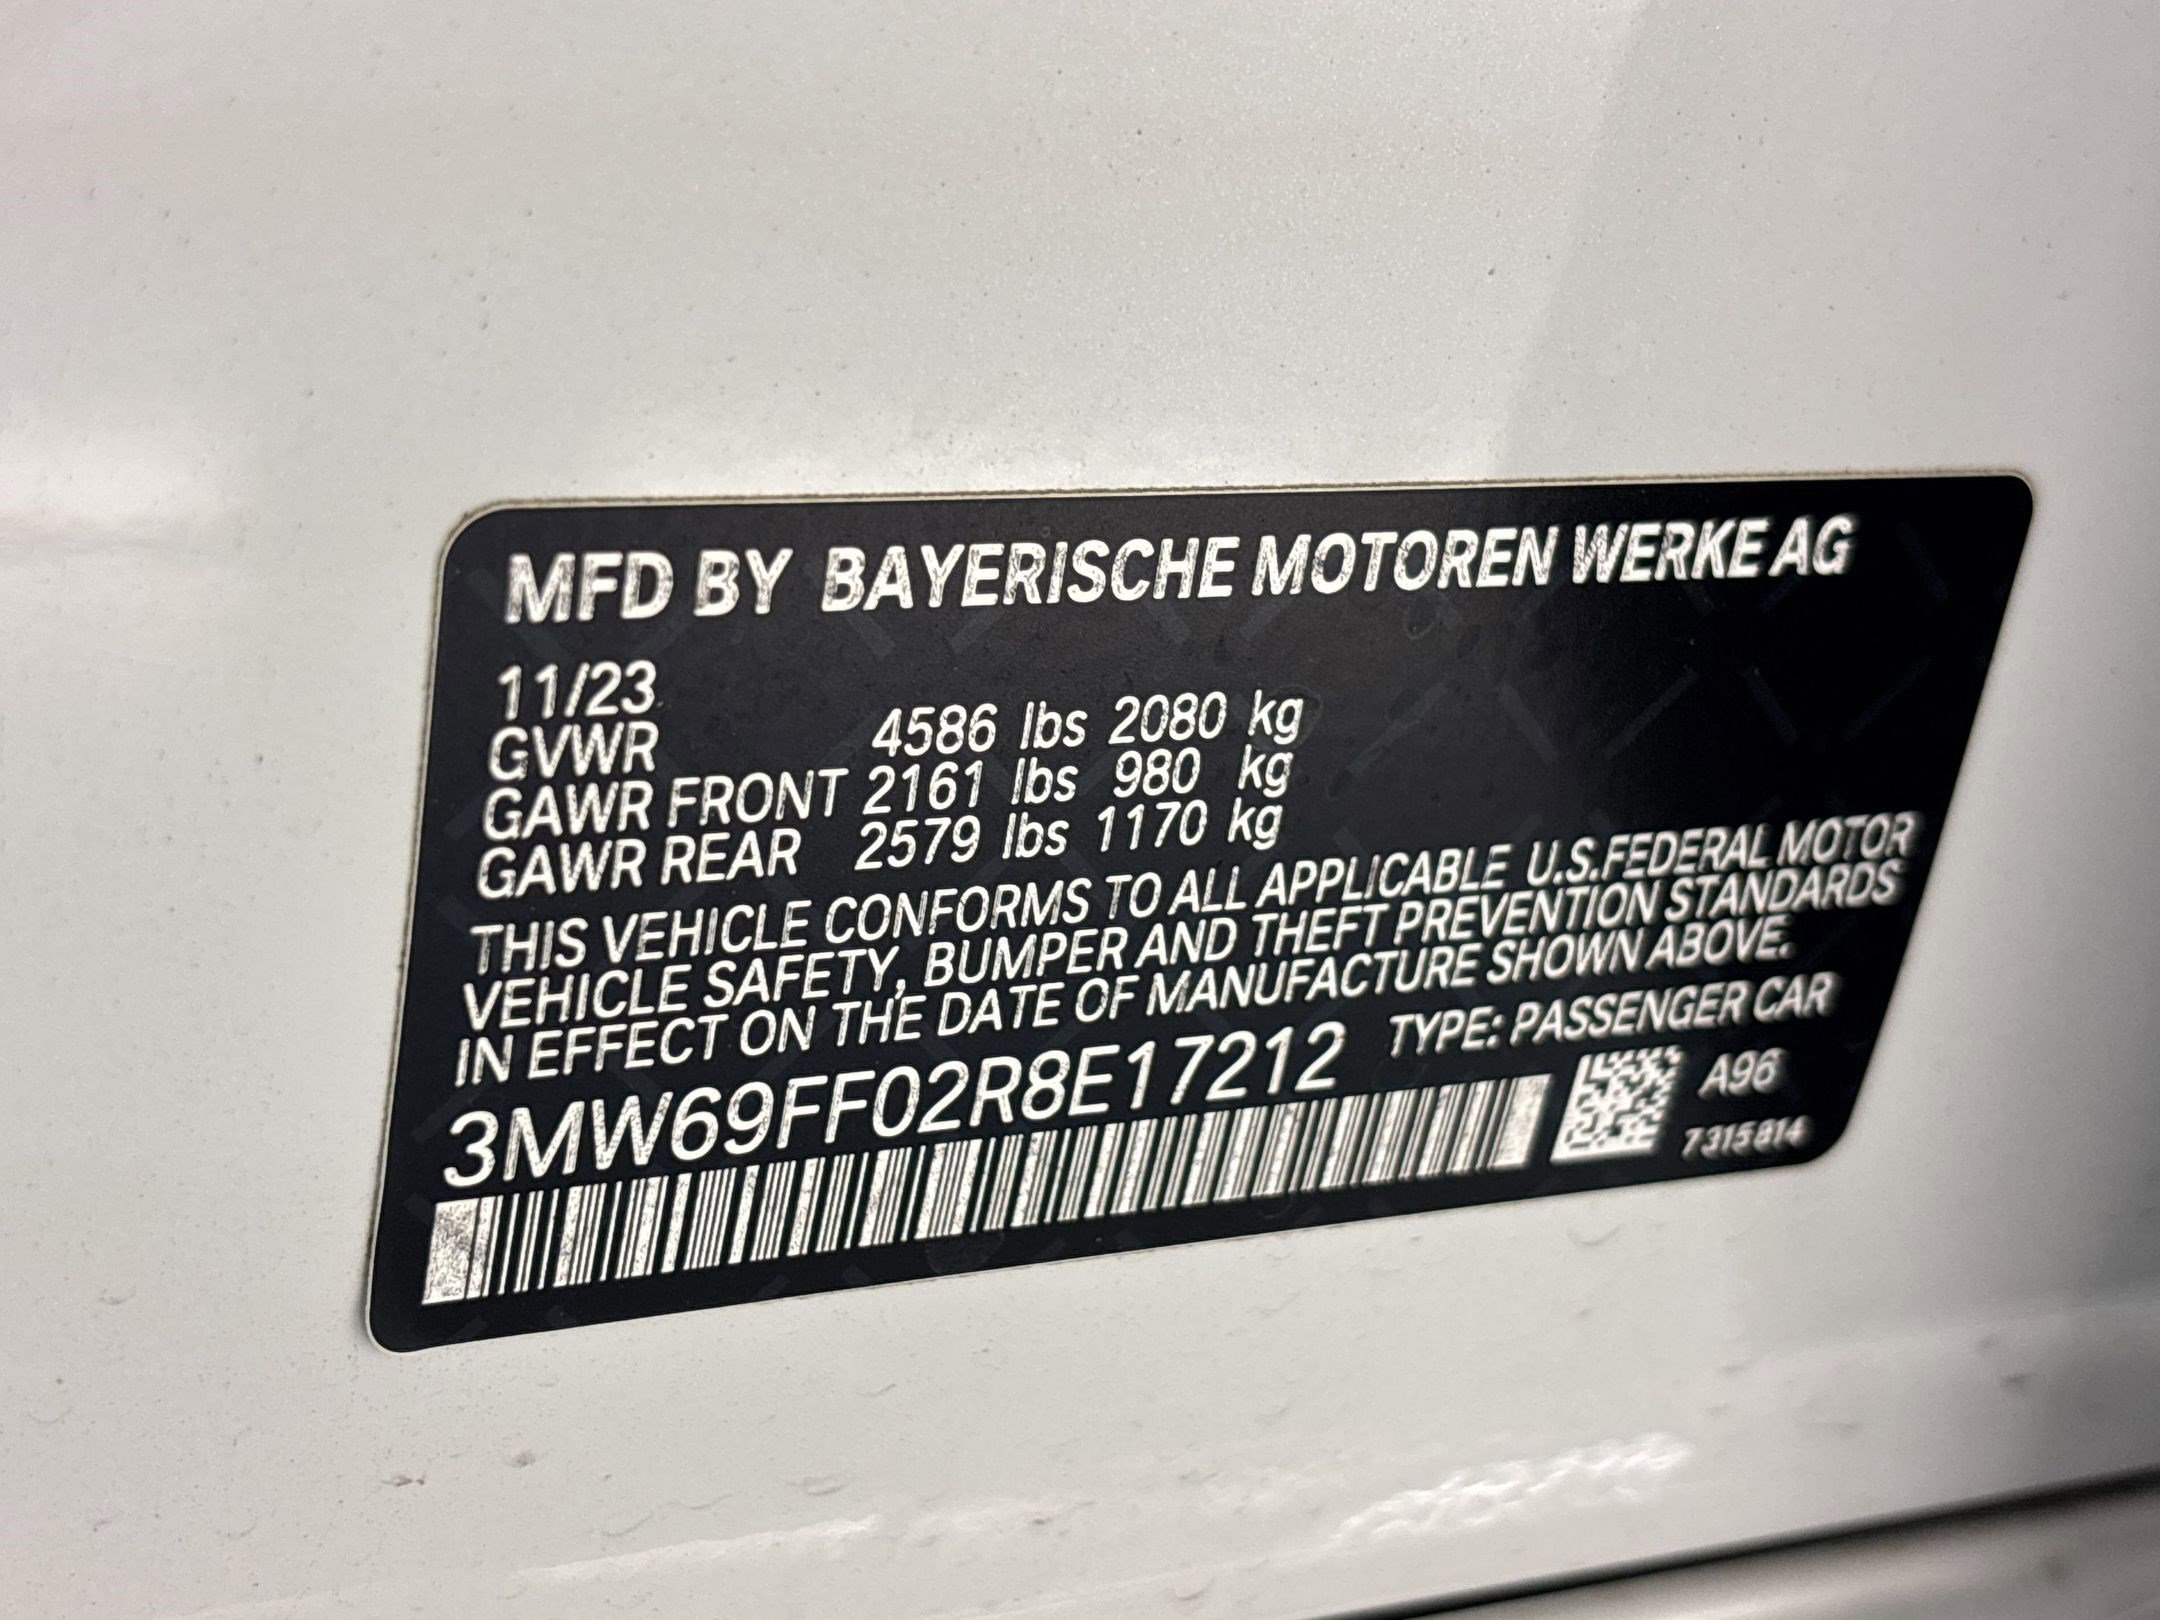 MFD BY BAYERISCHE MOTOREN WERKE AG
11/23
GVWR 4586 lbs 2080 kg
GAWR FRONT 2161 lbs 980 kg
GAWR REAR 2579 lbs 1170 kg
THIS VEHICLE CONFORMS TO ALL APPLICABLE U.S.FEDERAL MOTOR
VEHICLE SAFETY, BUMPER AND THEFT PREVENTION STANDARDS
IN EFFECT ON THE DATE OF MANUFACTURE SHOWN ABOVE.
3MW69FF02R8E17212 TYPE: PASSENGER CAR
A96
7315814